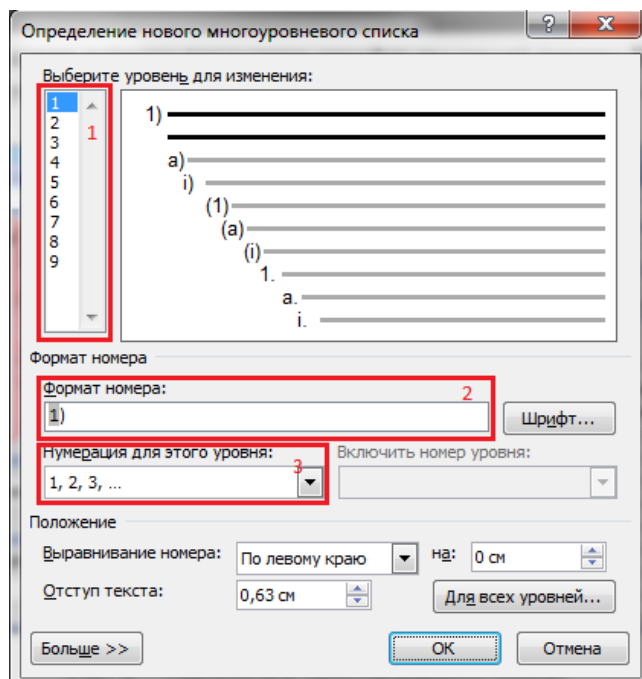 Определение нового многоуровневого списка
?
X
Выберите уровень для изменения:
1
2
3
4
5
6
7
8
9
1
1)
a)
i)
(1)
(a)
(i)
1.
a.
i.
Формат номера
Формат номера:
2
1)
Шрифт...
Нумерация для этого уровня:
3
Включить номер уровня:
1, 2, 3, ...
Положение
Выравнивание номера: По левому краю на: 0 см
Отступ текста: 0,63 см Для всех уровней...
Больше >> ОК Отмена